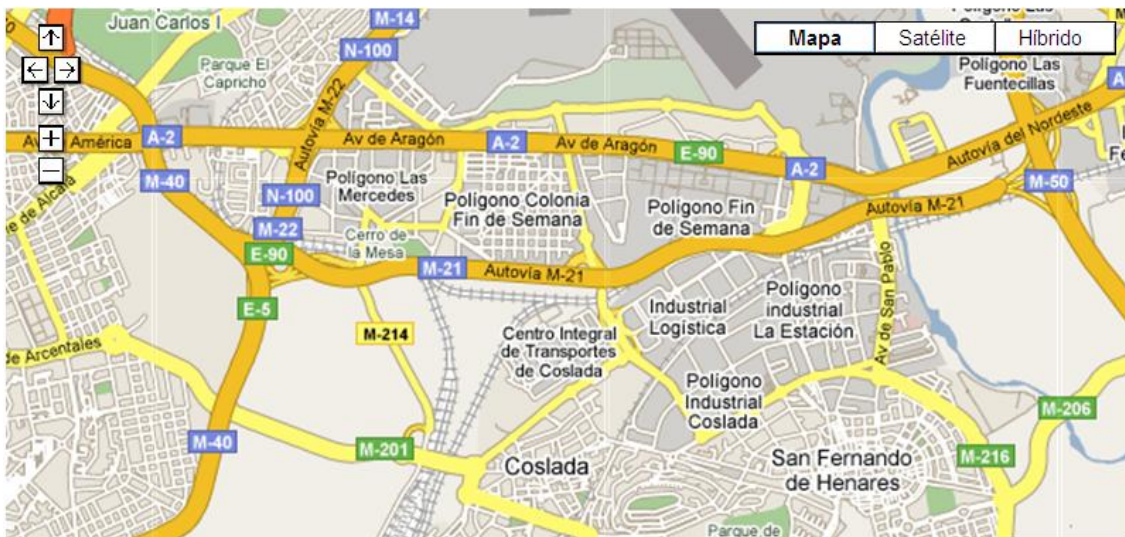 Juan Carlos I
M-14
N-100
Parque El
Capricho
Mapa
Satélite
Híbrido
Polígono Las
Fuentecillas
Autovía M-22
América
A-2
Av de Aragón
A-2
Av de Aragón
E-90
A-2
Autovía del Nordeste
M-40
N-100
Polígono Las
Mercedes
Polígono Colonia
Fin de Semana
Polígono Fin
de Semana
Autovía M-21
M-50
M-22
E-90
Cerro de
la Mesa
M-21
Autovía M-21
E-5
M-214
Centro Integral
de Transportes
de Coslada
Industrial
Logística
Polígono
industrial
La Estación
Av de San Pablo
de Arcentales
Polígono
Industrial
Coslada
M-40
M-201
Coslada
San Fernando
de Henares
M-206
M-216
Parque de